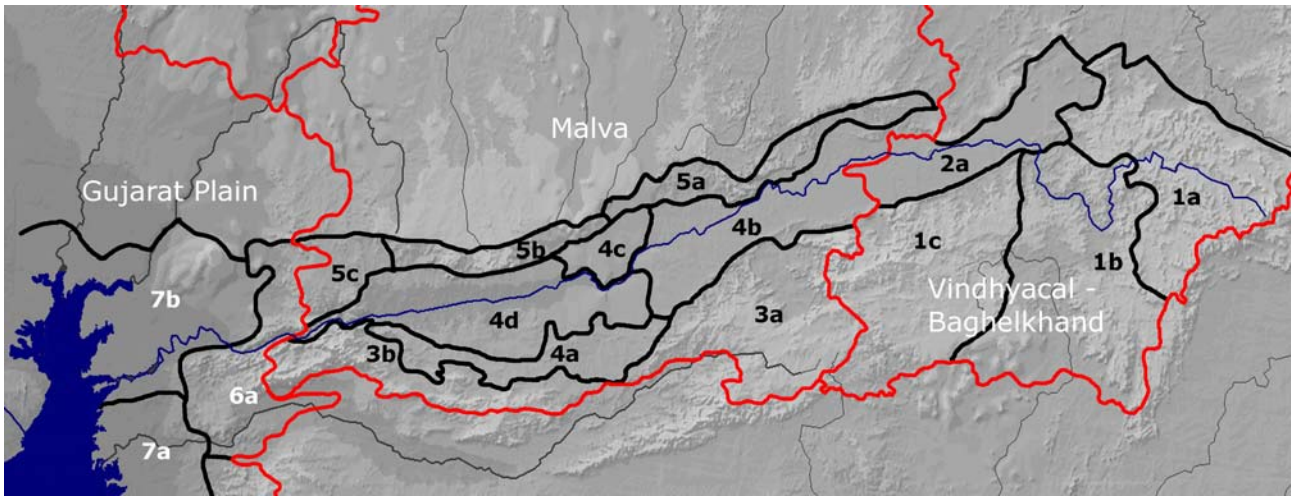 Malva
Gujarat Plain
5a
2a
1a
4b
5b
4c
1c
1b
5c
7b
Vindhyacal -
Baghelkhand
4d
3a
3b
4a
6a
7a